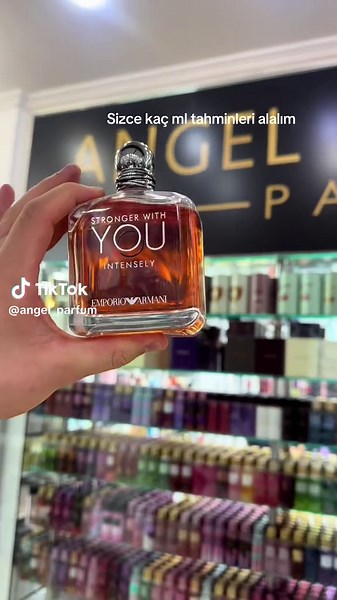 Sizce kaç ml tahminleri alalım
ANGEL
PA
STRONGER WITH
YOU
INTENSELY
EMPORIO ARMANI
TikTok
@angel_parfum